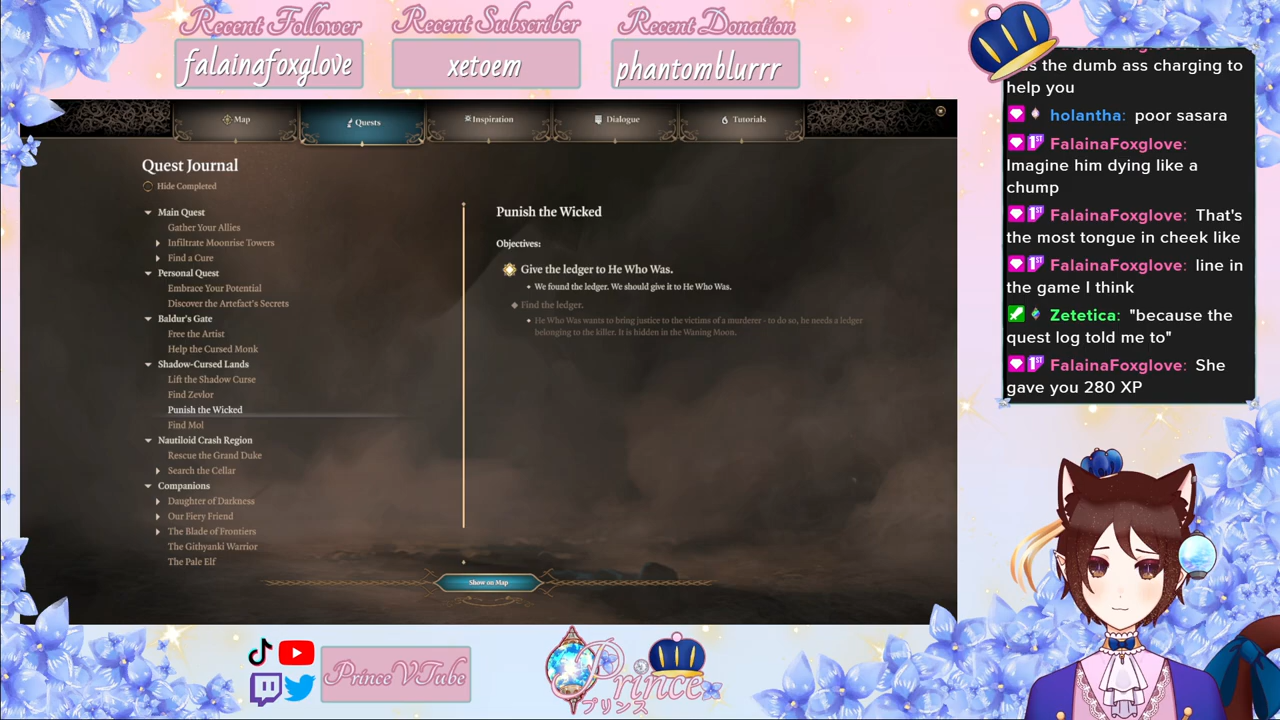 Recent Follower
falainafoxglove
Recent Subscriber
xetoem
Recent Donation
phantomblurrr
Map
Quests
Inspiration
Dialogue
Tutorials
Quest Journal
Hide Completed
Main Quest
Gather Your Allies
Infiltrate Moonrise Towers
Find a Cure
Personal Quest
Embrace Your Potential
Discover the Artefact's Secrets
Baldur's Gate
Free the Artist
Help the Cursed Monk
Shadow-Cursed Lands
Lift the Shadow Curse
Find Zevlor
Punish the Wicked
Find Mol
Nautiloid Crash Region
Rescue the Grand Duke
Search the Cellar
Companions
Daughter of Darkness
Our Fiery Friend
The Blade of Frontiers
The Githyanki Warrior
The Pale Elf
Punish the Wicked
Objectives:
Give the ledger to He Who Was.
We found the ledger. We should give it to He Who Was.
Find the ledger.
He Who Was wants to bring justice to the victims of a murderer - to do so, he needs a ledger
belonging to the killer. It is hidden in the Waning Moon.
Show on Map
the dumb ass charging to
help you
holantha: poor sasara
FalainaFoxglove:
Imagine him dying like a
chump
FalainaFoxglove: That's
the most tongue in cheek like
FalainaFoxglove: line in
the game I think
Zetetica: "because the
quest log told me to"
FalainaFoxglove: She
gave you 280 XP
PrinceVTube
Prince
プリンス